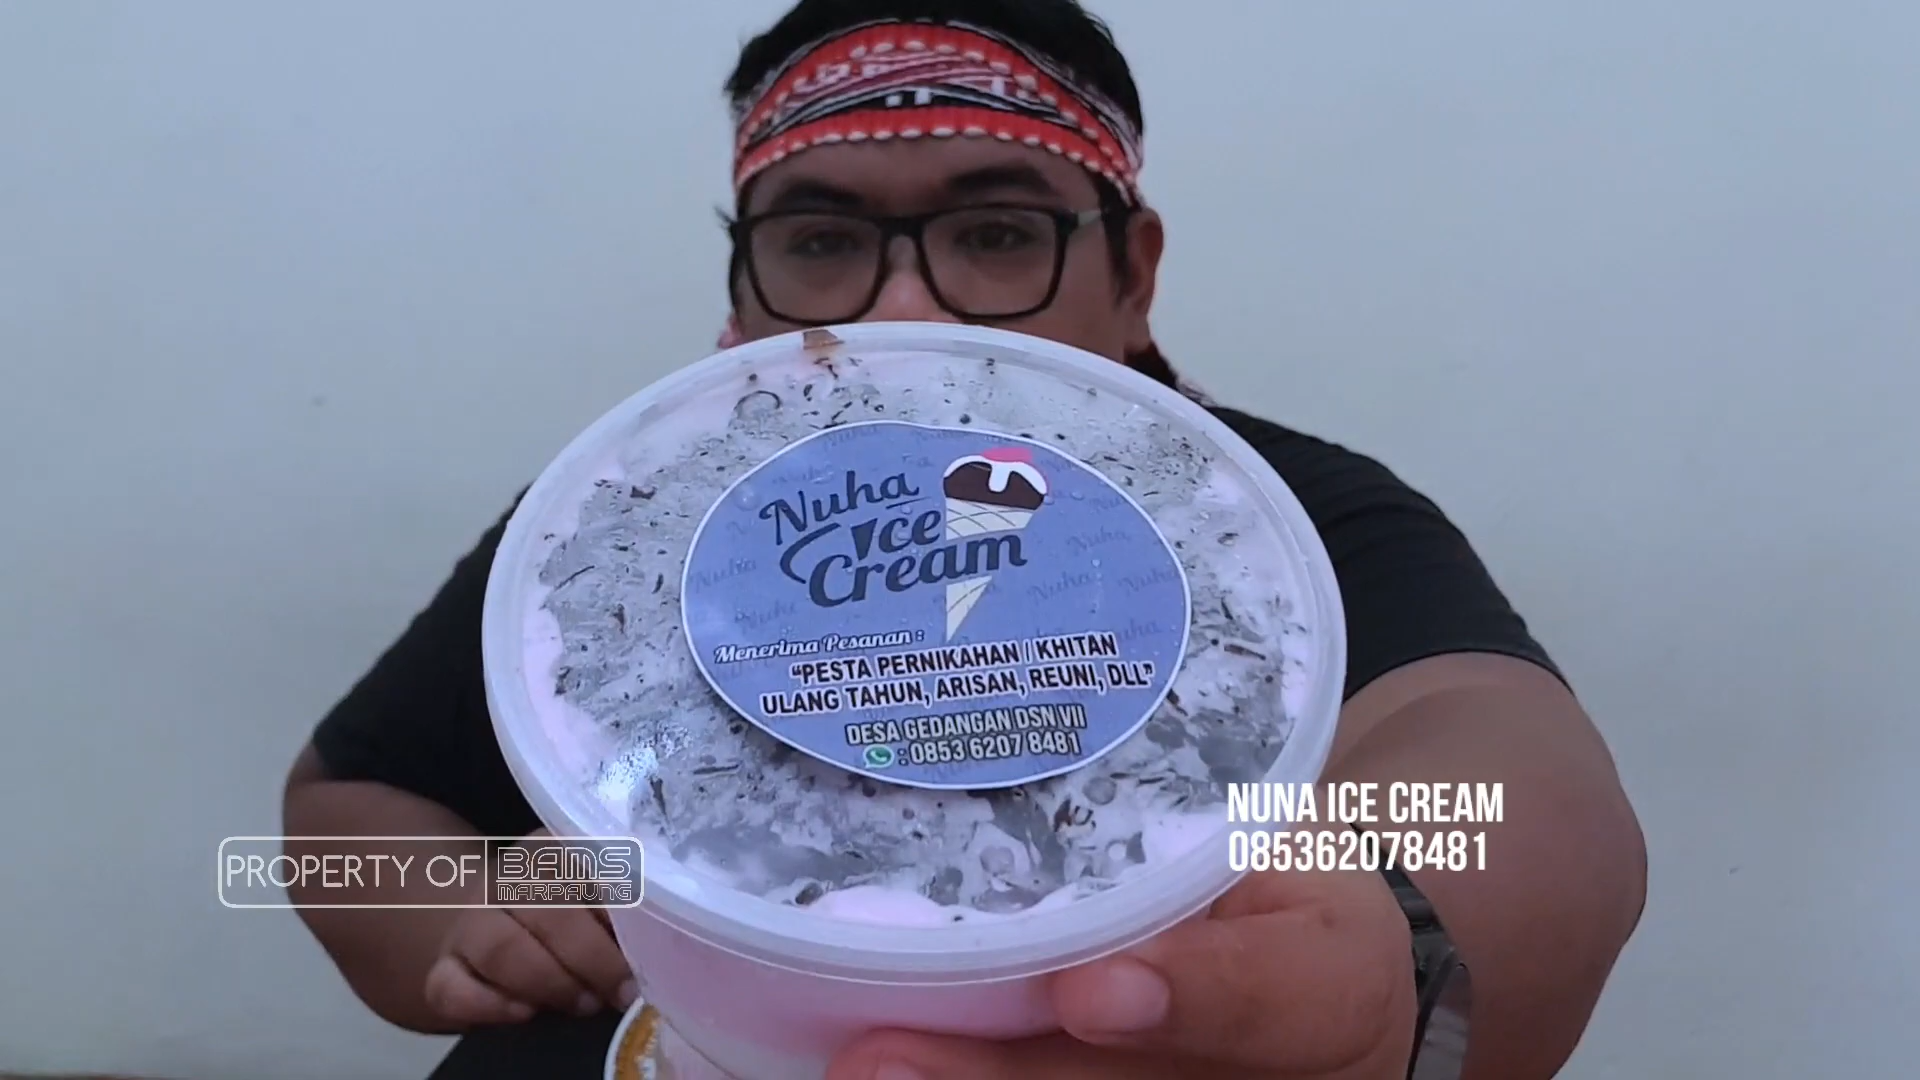 Nuha
Ice
Cream
Menerima Pesanan :
"PESTA PERNIKAHAN / KHITAN
ULANG TAHUN, ARISAN, REUNI, DLL"
DESA GEDANGAN DSN VII
: 0853 6207 8481
NUNA ICE CREAM
085362078481
PROPERTY OF BAMS
MARPAUNG